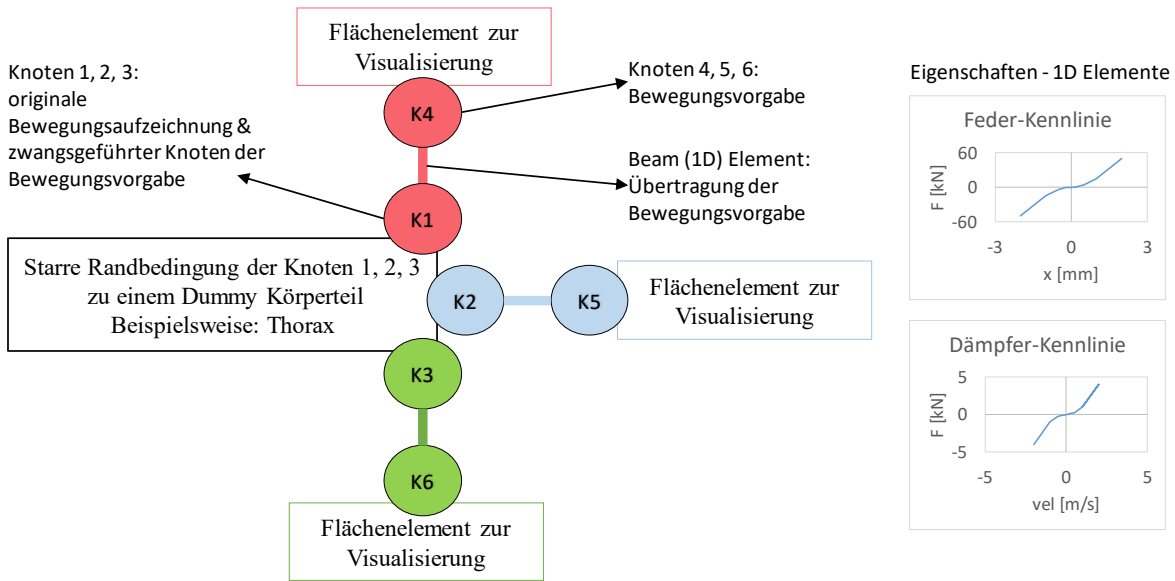 Flächenelement zur
Visualisierung
Knoten 1, 2, 3:
originale
Bewegungsaufzeichnung &
zwangsgeführter Knoten der
Bewegungsvorgabe
K4
Knoten 4, 5, 6:
Bewegungsvorgabe
Beam (1D) Element:
Übertragung der
Bewegungsvorgabe
K1
Starre Randbedingung der Knoten 1, 2, 3
zu einem Dummy Körperteil
Beispielsweise: Thorax
K2
K5
Flächenelement zur
Visualisierung
K3
K6
Flächenelement zur
Visualisierung
Eigenschaften - 1D Elemente
Feder-Kennlinie
F [kN]
60
0
-60
-3
0
3
x [mm]
Dämpfer-Kennlinie
F [kN]
5
0
-5
-5
0
5
vel [m/s]